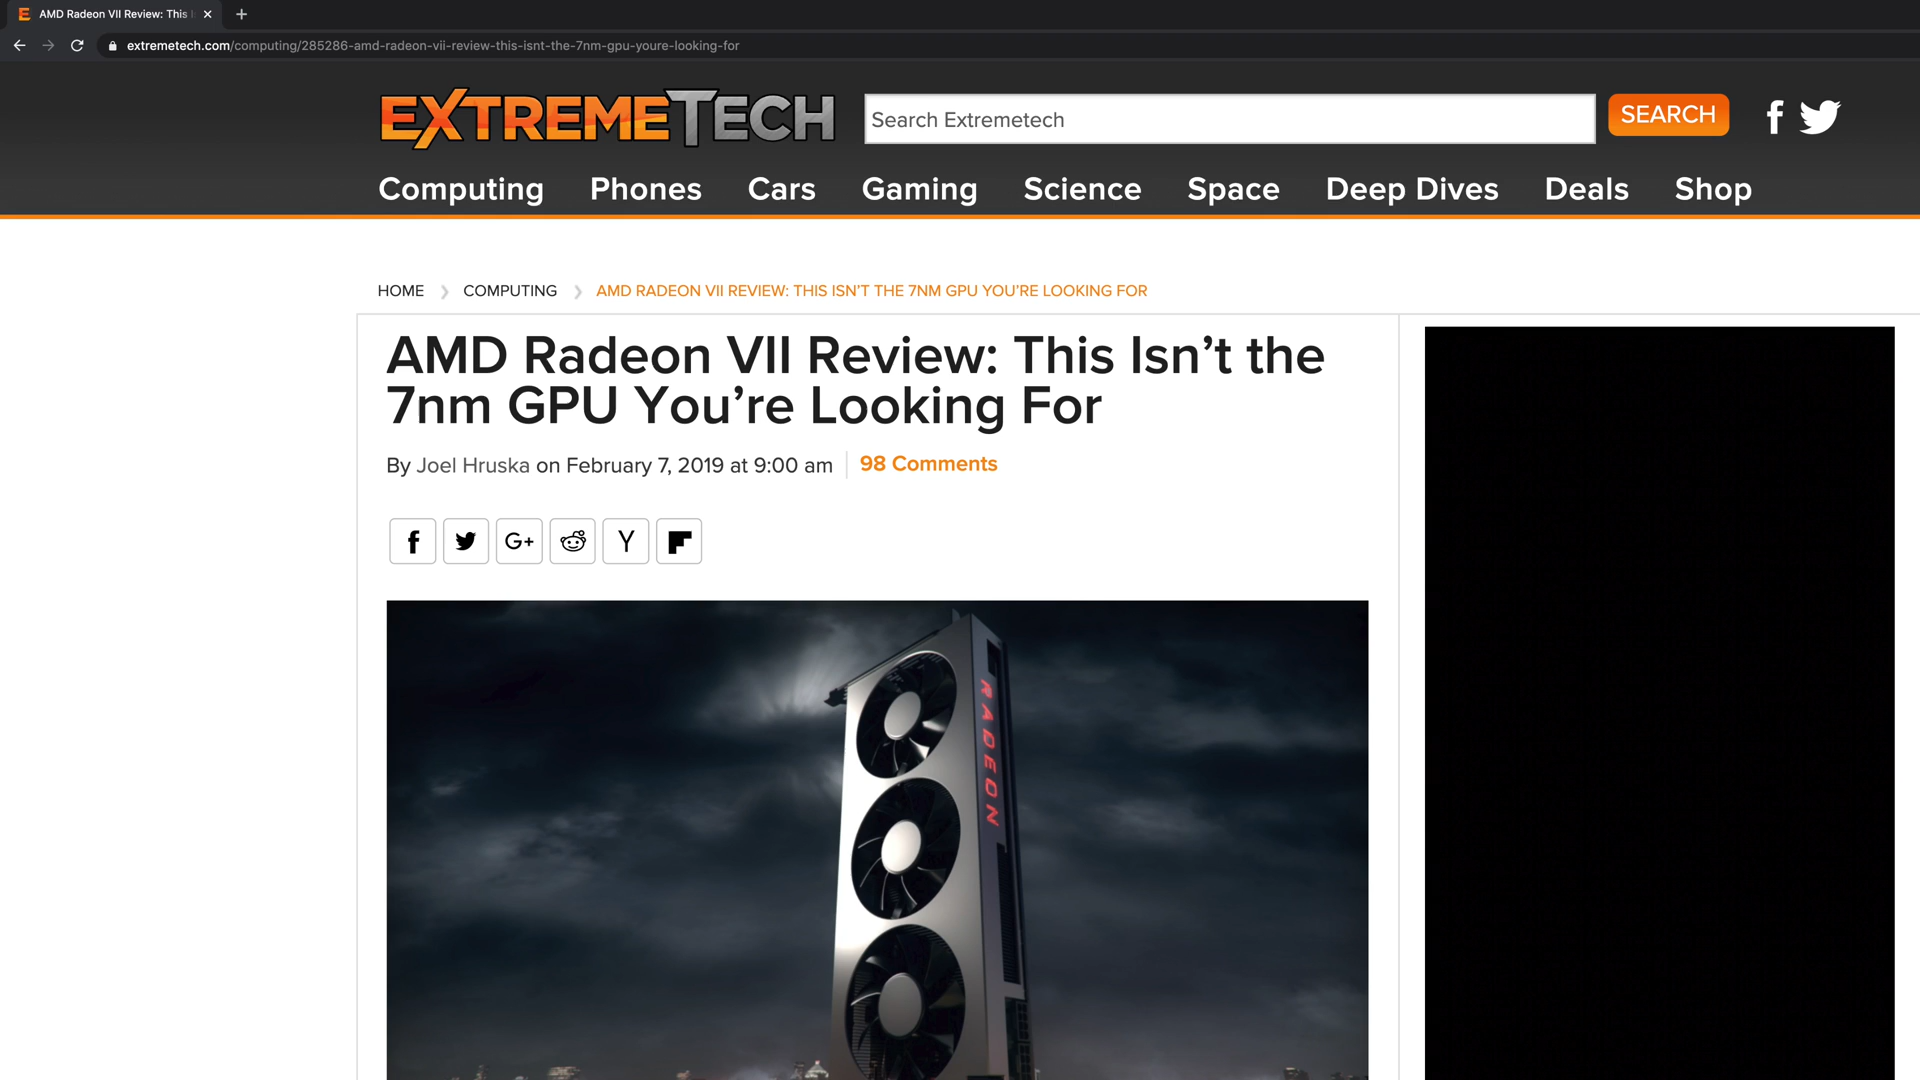 AMD Radeon VII Review: This
extremetech.com/computing/285286-amd-radeon-vii-review-this-isnt-the-7nm-gpu-youre-looking-for
EXTREMETECH
Search Extremetech
SEARCH
Computing Phones Cars Gaming Science Space Deep Dives Deals Shop
HOME COMPUTING AMD RADEON VII REVIEW: THIS ISN’T THE 7NM GPU YOU’RE LOOKING FOR
AMD Radeon VII Review: This Isn’t the
7nm GPU You’re Looking For
By Joel Hruska on February 7, 2019 at 9:00 am 98 Comments
G+
RADEON